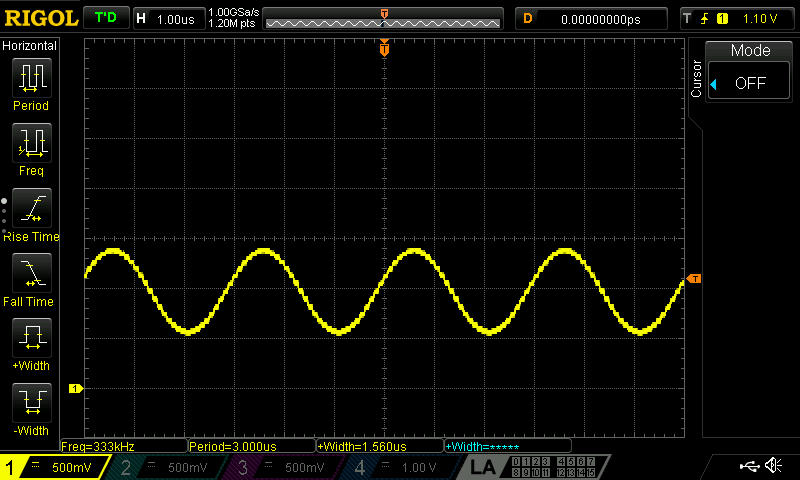 RIGOL T'D H 1.00us 1.00GSa/s 1.20M pts T D 0.00000000ps T 1 1.10 V
Horizontal
Period
Freq
Rise Time
Fall Time
+Width
-Width
T
T
1
Cursor
Mode
OFF
Freq=333kHz Period=3.000us +Width=1.560us +Width=*****
1 500mV 2 500mV 3 500mV 4 1.00 V LA 0 1 2 3 4 5 6 7
8 9 10 11 12 13 14 15